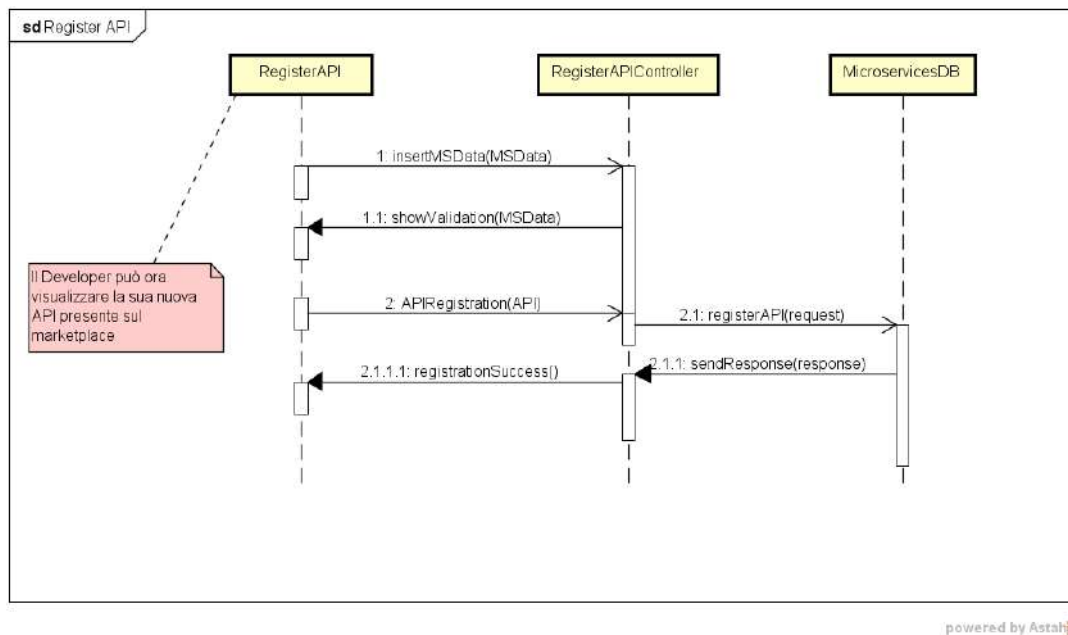 sd Register API
RegisterAPI
RegisterAPIController
MicroservicesDB
1: insertMSData(MSData)
1.1: showValidation(MSData)
Il Developer può ora
visualizzare la sua nuova
API presente sul
marketplace
2: APIRegistration(API)
2.1: registerAPI(request)
2.1.1: sendResponse(response)
2.1.1.1: registrationSuccess()
powered by Astah